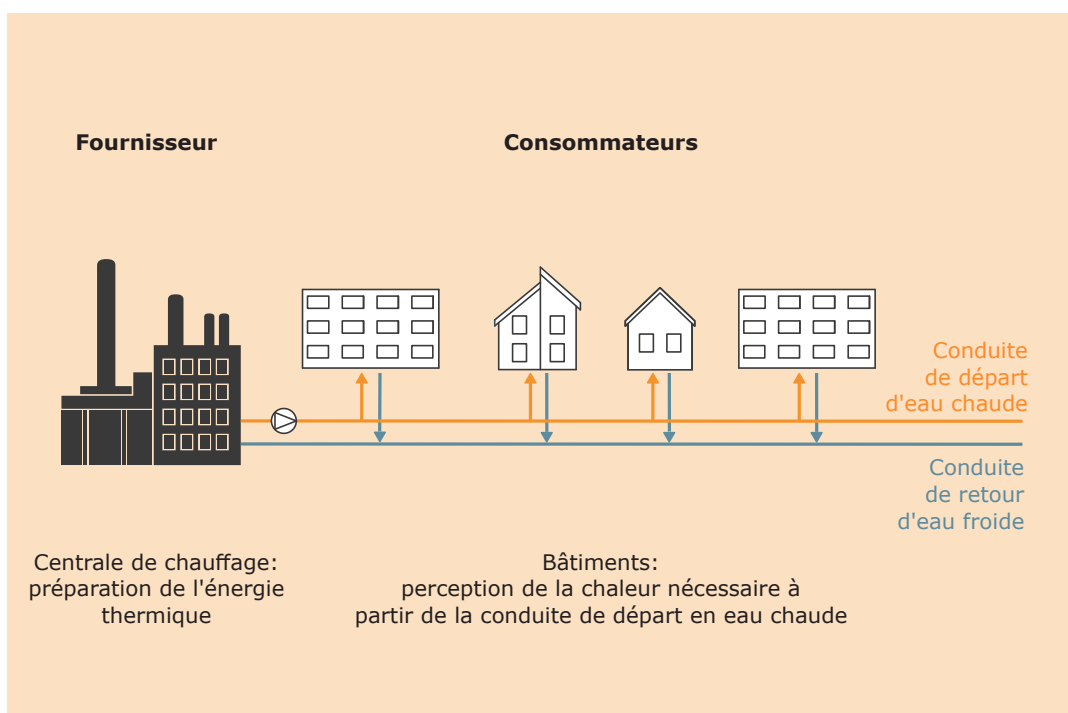 Fournisseur
Consommateurs
Conduite
de départ
d'eau chaude
Conduite
de retour
d'eau froide
Centrale de chauffage:
préparation de l'énergie
thermique
Bâtiments:
perception de la chaleur nécessaire à
partir de la conduite de départ en eau chaude